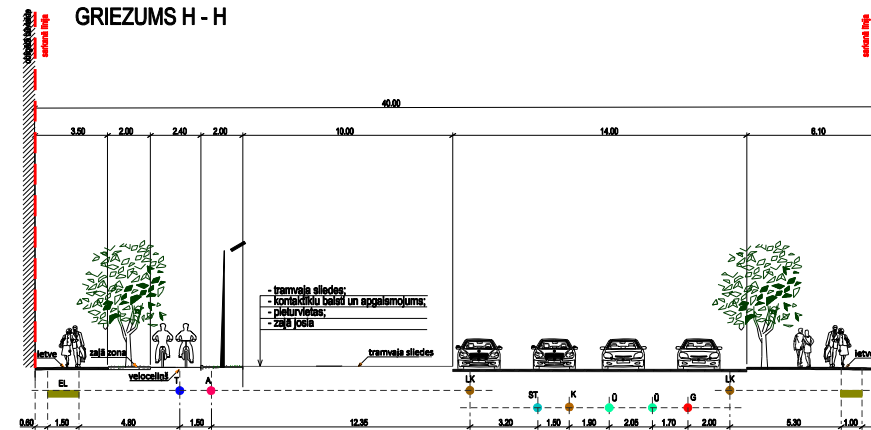 GRIEZUMS H - H
sarkanā līnija
sarkanā līnija
40.00
3.50 2.00 2.40 2.00 10.00 14.00 6.10
- tramvaja sliedes;
- kontakttīklu balsti un apgaismojums;
- pieturvietas;
- zaļā josla
ietve zaļā zona tramvaja sliedes ietve
veloceliņš
EL T A LK LK
ST K Ū Ū G
0.60 1.50 4.80 1.50 12.35 3.20 1.50 1.90 2.05 1.70 2.00 5.30 1.00